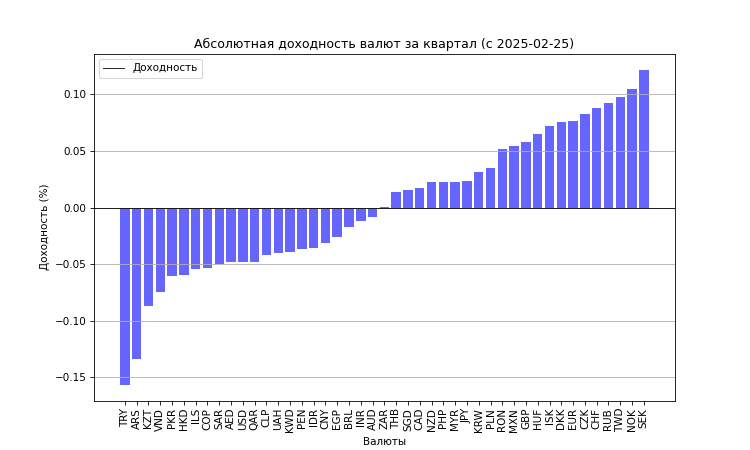 Абсолютная доходность валют за квартал (с 2025-02-25)
Доходность
0.10
0.05
0.00
−0.05
−0.10
−0.15
Доходность (%)
TRY ARS KZT VND PKR HKD ILS COP SAR AED USD QAR CLP UAH KWD PEN IDR CNY EGP BRL INR AUD ZAR THB SGD CAD NZD PHP MYR JPY KRW PLN RON MXN GBP HUF ISK DKK EUR CZK CHF RUB TWD NOK SEK
Валюты